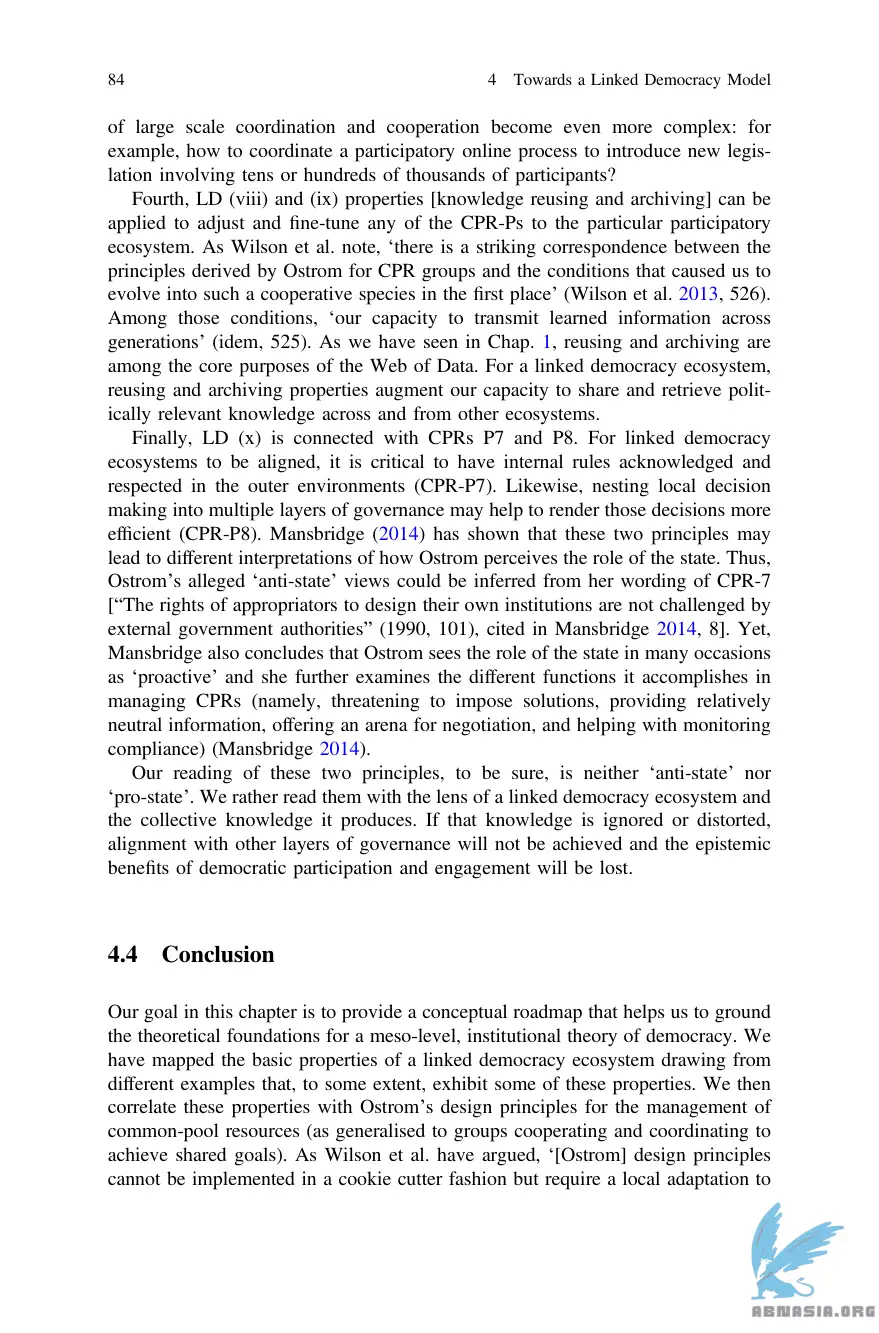 84 4 Towards a Linked Democracy Model
of large scale coordination and cooperation become even more complex: for
example, how to coordinate a participatory online process to introduce new legis-
lation involving tens or hundreds of thousands of participants?
Fourth, LD (viii) and (ix) properties [knowledge reusing and archiving] can be
applied to adjust and fine-tune any of the CPR-Ps to the particular participatory
ecosystem. As Wilson et al. note, ‘there is a striking correspondence between the
principles derived by Ostrom for CPR groups and the conditions that caused us to
evolve into such a cooperative species in the first place’ (Wilson et al. 2013, 526).
Among those conditions, ‘our capacity to transmit learned information across
generations’ (idem, 525). As we have seen in Chap. 1, reusing and archiving are
among the core purposes of the Web of Data. For a linked democracy ecosystem,
reusing and archiving properties augment our capacity to share and retrieve polit-
ically relevant knowledge across and from other ecosystems.
Finally, LD (x) is connected with CPRs P7 and P8. For linked democracy
ecosystems to be aligned, it is critical to have internal rules acknowledged and
respected in the outer environments (CPR-P7). Likewise, nesting local decision
making into multiple layers of governance may help to render those decisions more
efficient (CPR-P8). Mansbridge (2014) has shown that these two principles may
lead to different interpretations of how Ostrom perceives the role of the state. Thus,
Ostrom’s alleged ‘anti-state’ views could be inferred from her wording of CPR-7
[“The rights of appropriators to design their own institutions are not challenged by
external government authorities” (1990, 101), cited in Mansbridge 2014, 8]. Yet,
Mansbridge also concludes that Ostrom sees the role of the state in many occasions
as ‘proactive’ and she further examines the different functions it accomplishes in
managing CPRs (namely, threatening to impose solutions, providing relatively
neutral information, offering an arena for negotiation, and helping with monitoring
compliance) (Mansbridge 2014).
Our reading of these two principles, to be sure, is neither ‘anti-state’ nor
‘pro-state’. We rather read them with the lens of a linked democracy ecosystem and
the collective knowledge it produces. If that knowledge is ignored or distorted,
alignment with other layers of governance will not be achieved and the epistemic
benefits of democratic participation and engagement will be lost.
4.4 Conclusion
Our goal in this chapter is to provide a conceptual roadmap that helps us to ground
the theoretical foundations for a meso-level, institutional theory of democracy. We
have mapped the basic properties of a linked democracy ecosystem drawing from
different examples that, to some extent, exhibit some of these properties. We then
correlate these properties with Ostrom’s design principles for the management of
common-pool resources (as generalised to groups cooperating and coordinating to
achieve shared goals). As Wilson et al. have argued, ‘[Ostrom] design principles
cannot be implemented in a cookie cutter fashion but require a local adaptation to
ABNASIA.ORG